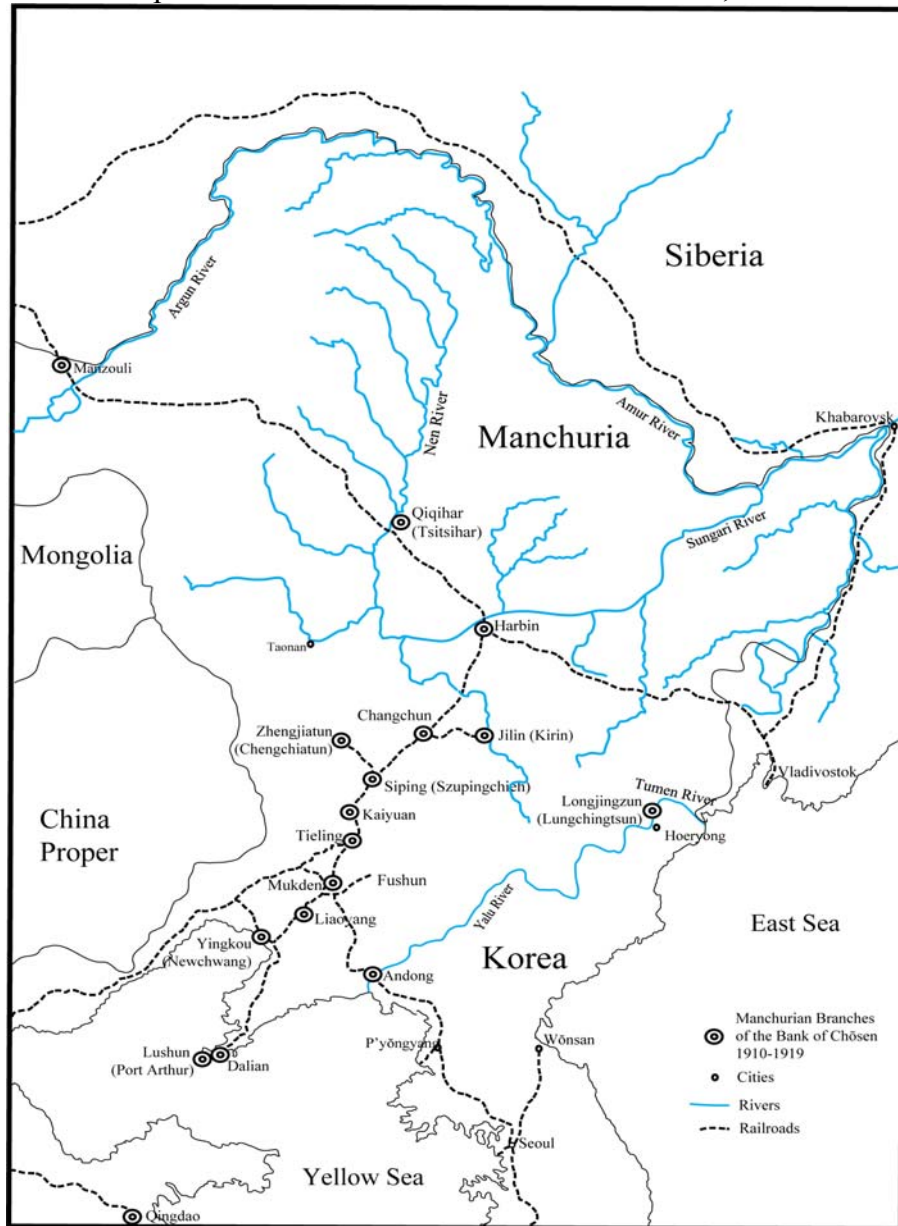 Siberia
Argun River
Manzouli
Nen River
Amur River
Khabarovsk
Manchuria
Qiqihar
(Tsitsihar)
Sungari River
Mongolia
Harbin
Taonan
Changchun
Zhengjiatun
(Chengchiatun)
Jilin (Kirin)
Siping (Szupingchieh)
Vladivostok
Tumen River
Longjingzun
(Lungchingtsun)
Hoeryong
Kaiyuan
China
Proper
Tieling
Mukden
Fushun
Liaoyang
Yalu River
East Sea
Yingkou
(Newchwang)
Korea
Andong
Manchurian Branches
of the Bank of Chōsen
1910-1919
P'yŏngyang
Wŏnsan
Lushun
(Port Arthur)
Dalian
Cities
Rivers
Railroads
Seoul
Yellow Sea
Qingdao